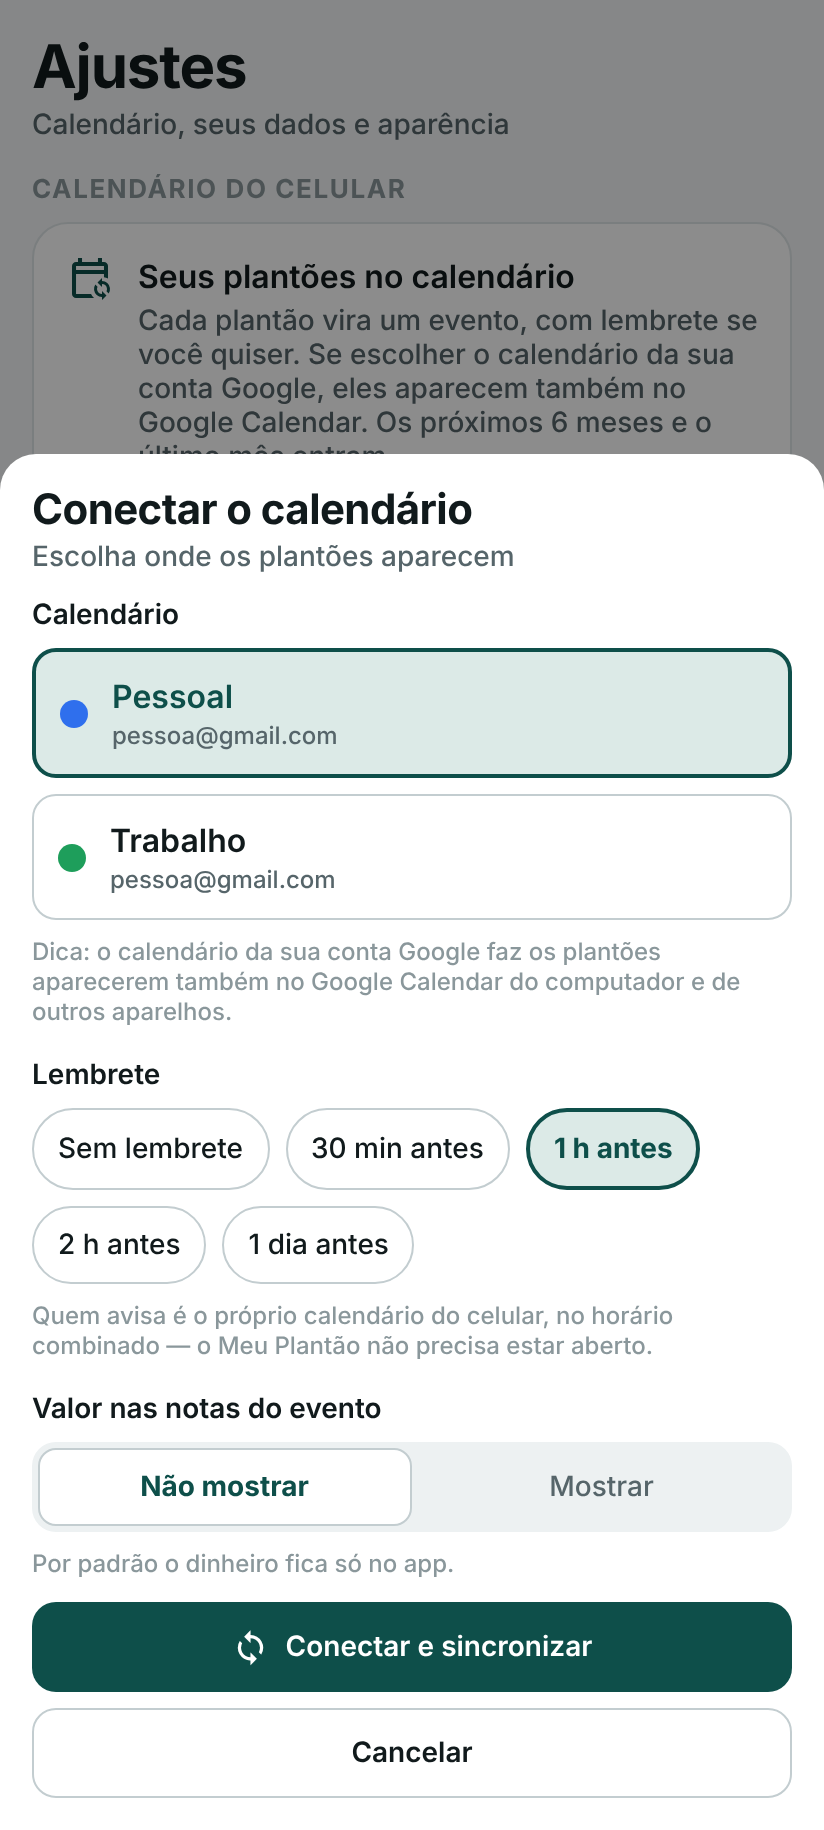 Ajustes
Calendário, seus dados e aparência
CALENDÁRIO DO CELULAR
Seus plantões no calendário
Cada plantão vira um evento, com lembrete se
você quiser. Se escolher o calendário da sua
conta Google, eles aparecem também no
Google Calendar. Os próximos 6 meses e o
último mês entram
Conectar o calendário
Escolha onde os plantões aparecem
Calendário
Pessoal
pessoa@gmail.com
Trabalho
pessoa@gmail.com
Dica: o calendário da sua conta Google faz os plantões
aparecerem também no Google Calendar do computador e de
outros aparelhos.
Lembrete
Sem lembrete
30 min antes
1 h antes
2 h antes
1 dia antes
Quem avisa é o próprio calendário do celular, no horário
combinado — o Meu Plantão não precisa estar aberto.
Valor nas notas do evento
Não mostrar
Mostrar
Por padrão o dinheiro fica só no app.
Conectar e sincronizar
Cancelar